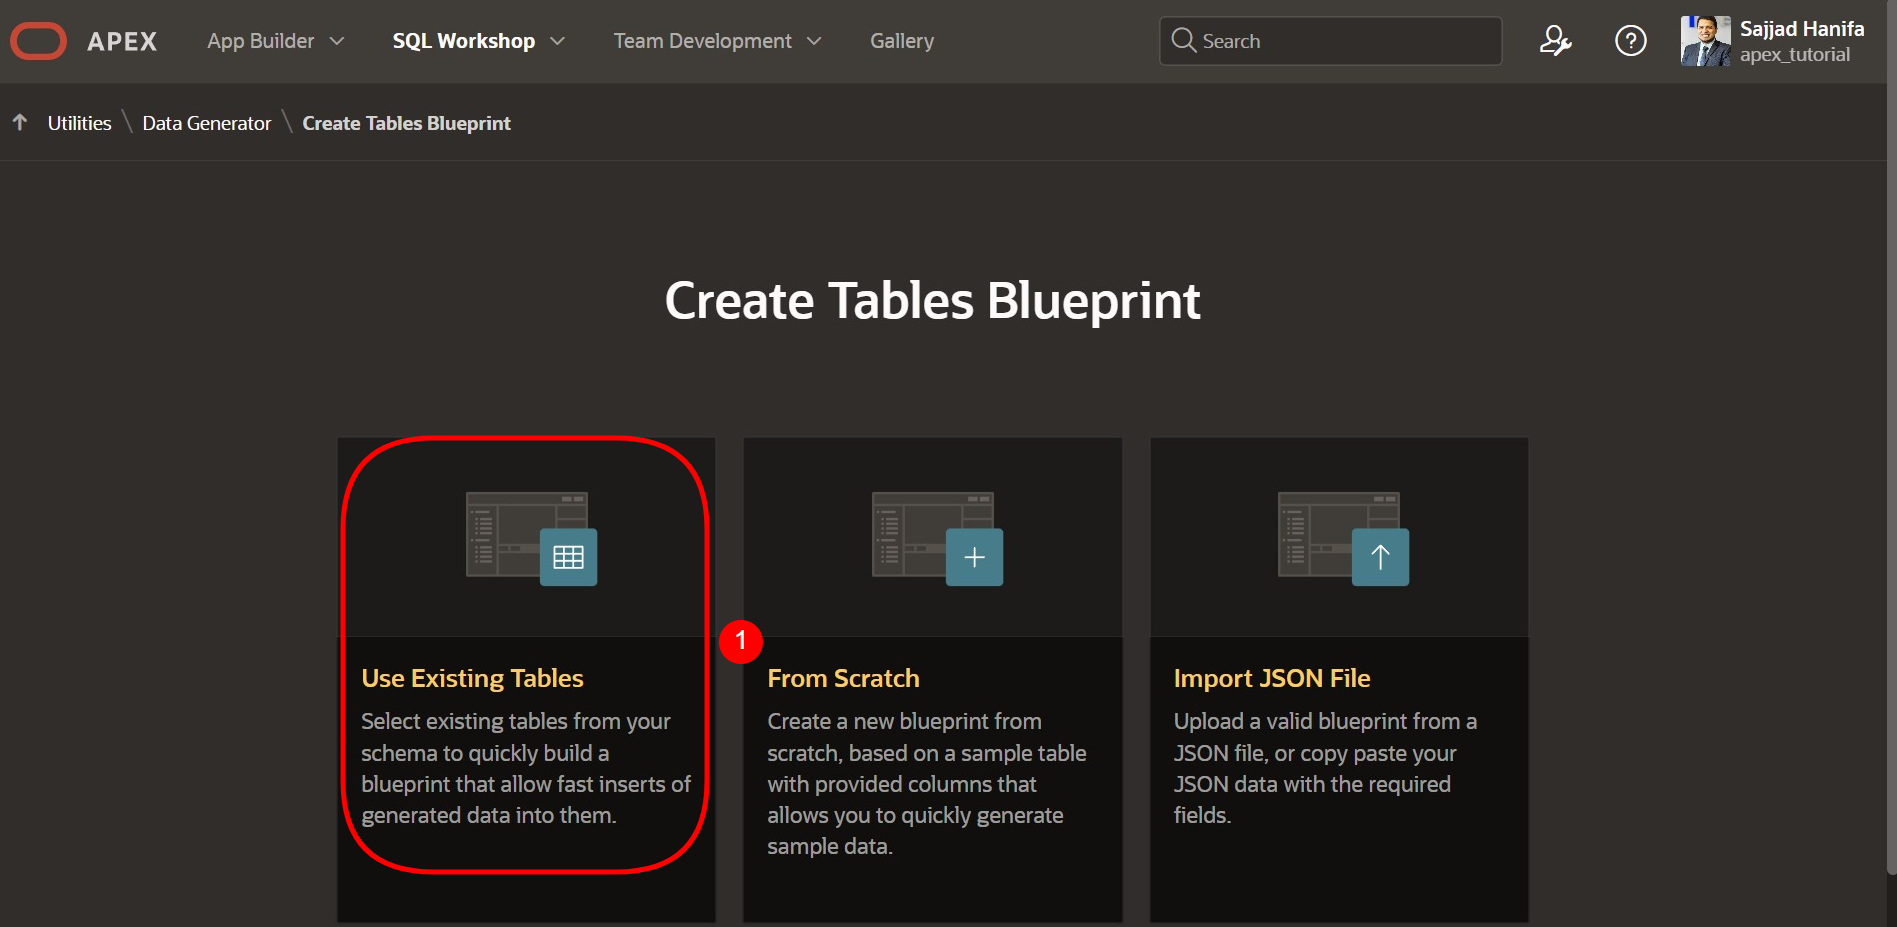 APEX App Builder SQL Workshop Team Development Gallery Search ? Sajjad Hanifa
apex_tutorial
Utilities \ Data Generator \ Create Tables Blueprint
Create Tables Blueprint
1
Use Existing Tables
Select existing tables from your
schema to quickly build a
blueprint that allow fast inserts of
generated data into them.
From Scratch
Create a new blueprint from
scratch, based on a sample table
with provided columns that
allows you to quickly generate
sample data.
Import JSON File
Upload a valid blueprint from a
JSON file, or copy paste your
JSON data with the required
fields.